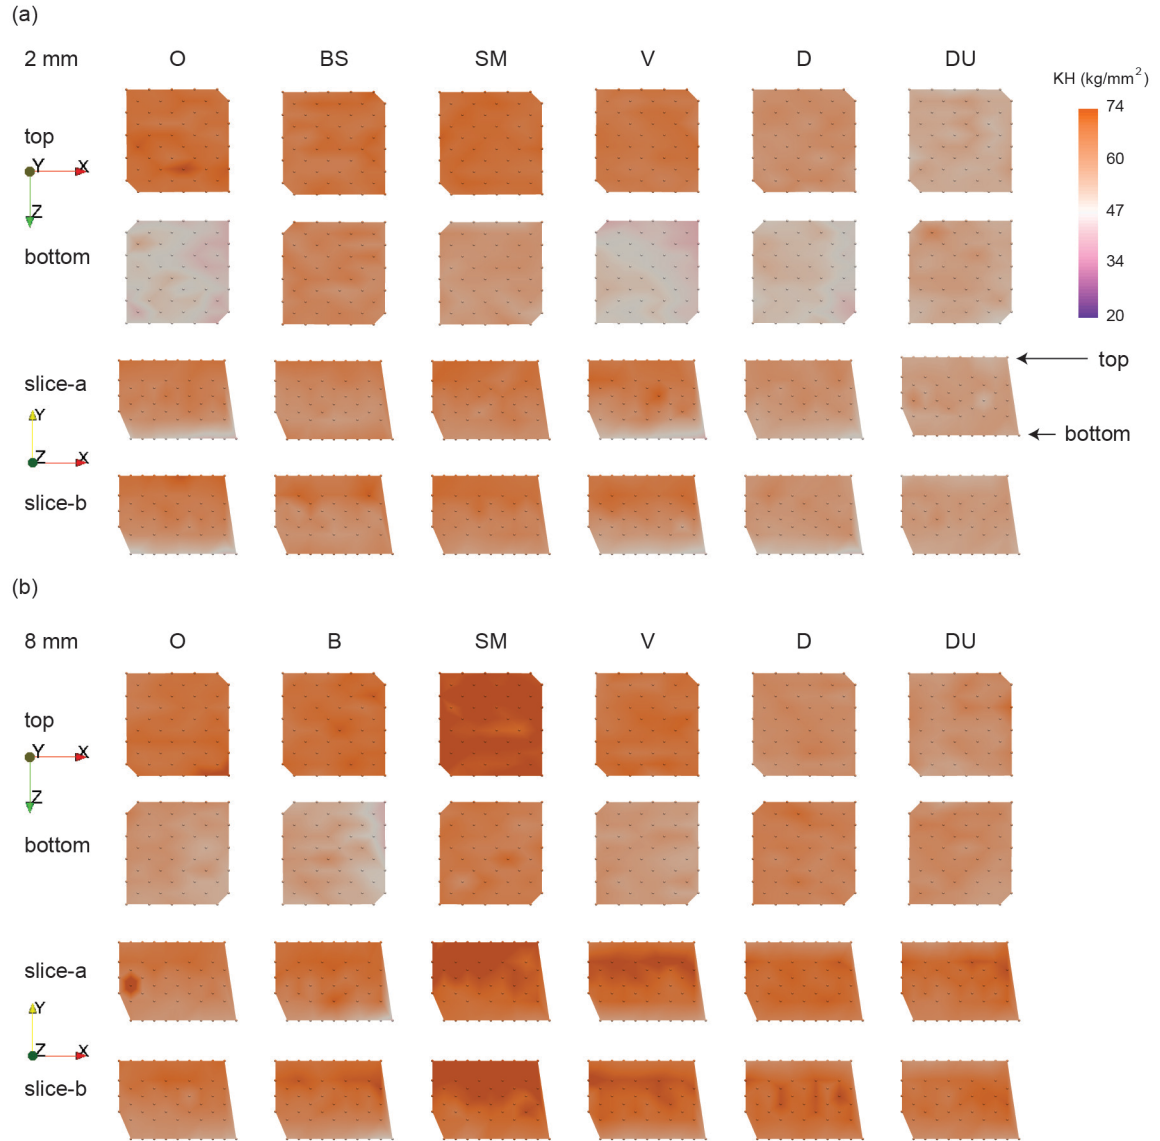 (a)
2 mm O BS SM V D DU
KH (kg/mm²)
74
60
47
34
20
top
Y X
Z
bottom
slice-a
top
bottom
Y
Z X
slice-b
(b)
8 mm O B SM V D DU
top
Y X
Z
bottom
slice-a
Y
Z X
slice-b